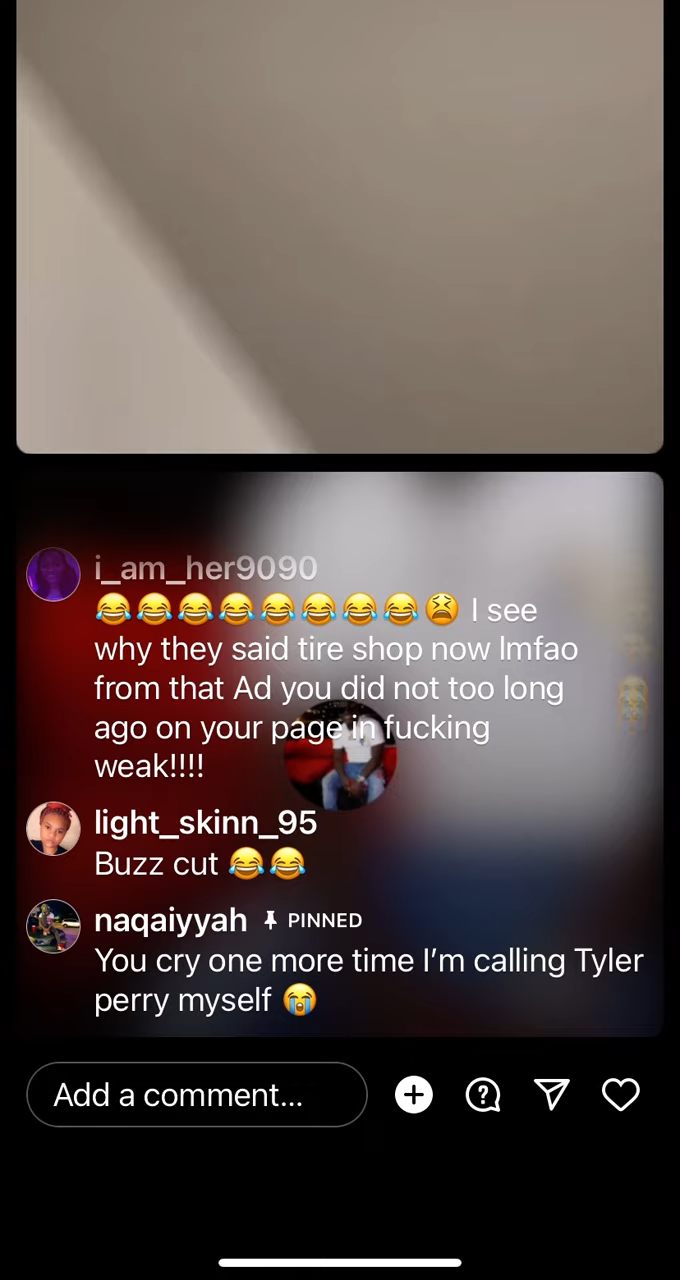 i_am_her9090
😂😂😂😂😂😂😂😂😫 I see
why they said tire shop now lmfao
from that Ad you did not too long
ago on your page in fucking
weak!!!!
light_skinn_95
Buzz cut 😂😂
naqaiyyah 📌 PINNED
You cry one more time I’m calling Tyler
perry myself 😭
Add a comment...